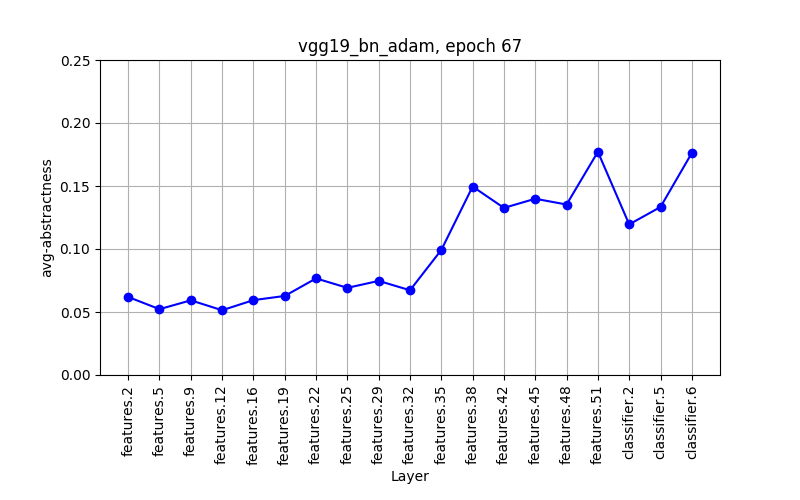 vgg19_bn_adam, epoch 67
avg-abstractness
0.25
0.20
0.15
0.10
0.05
0.00
features.2
features.5
features.9
features.12
features.16
features.19
features.22
features.25
features.29
features.32
features.35
features.38
features.42
features.45
features.48
features.51
classifier.2
classifier.5
classifier.6
Layer